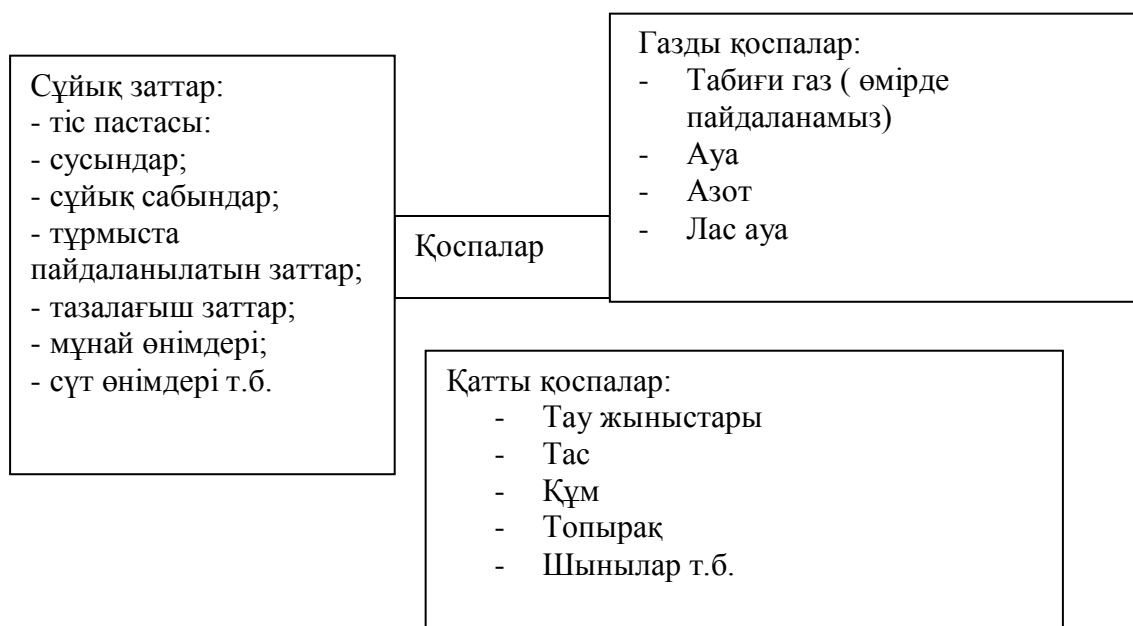 Сұйық заттар:
- тіс пастасы:
- сусындар;
- сұйық сабындар;
- тұрмыста
пайдаланылатын заттар;
- тазалағыш заттар;
- мұнай өнімдері;
- сүт өнімдері т.б.
Қоспалар
Газды қоспалар:
- Табиғи газ ( өмірде
пайдаланамыз)
- Ауа
- Азот
- Лас ауа
Қатты қоспалар:
- Тау жыныстары
- Тас
- Құм
- Топырақ
- Шынылар т.б.